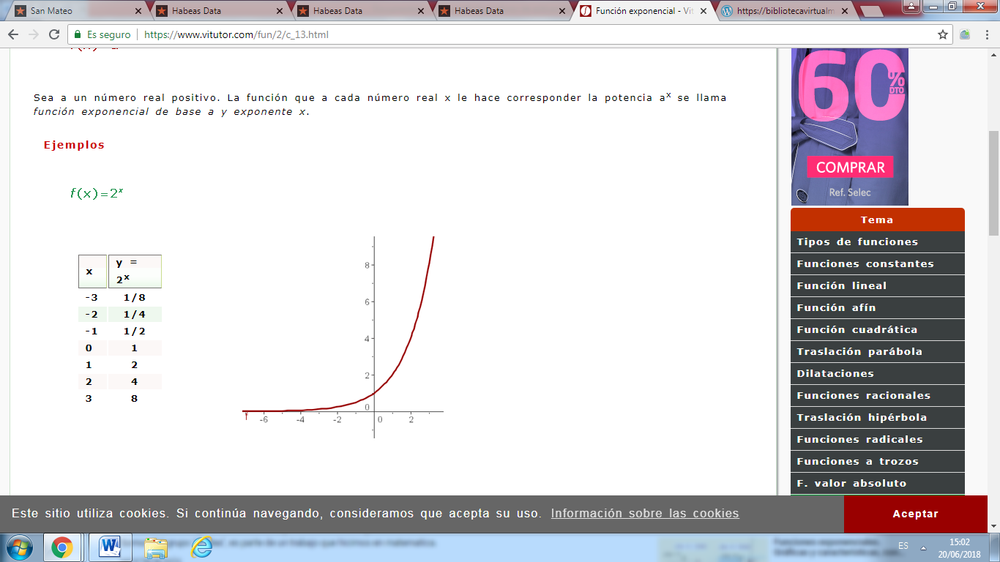 San Mateo
Habeas Data
Habeas Data
Habeas Data
Función exponencial - Vit
https://bibliotecavirtualm
Es seguro
https://www.vitutor.com/fun/2/c_13.html
Sea a un número real positivo. La función que a cada número real x le hace corresponder la potencia aˣ se llama
función exponencial de base a y exponente x.
Ejemplos
f(x)=2ˣ
x y =
2ˣ
-3 1/8
-2 1/4
-1 1/2
0 1
1 2
2 4
3 8
8
6
4
2
0
-6 -4 -2 0 2
f
60% DTO
COMPRAR
Ref. Selec
Tema
Tipos de funciones
Funciones constantes
Función lineal
Función afín
Función cuadrática
Traslación parábola
Dilataciones
Funciones racionales
Traslación hipérbola
Funciones radicales
Funciones a trozos
F. valor absoluto
Este sitio utiliza cookies. Si continúa navegando, consideramos que acepta su uso. Información sobre las cookies
Aceptar
ES
15:02
20/06/2018